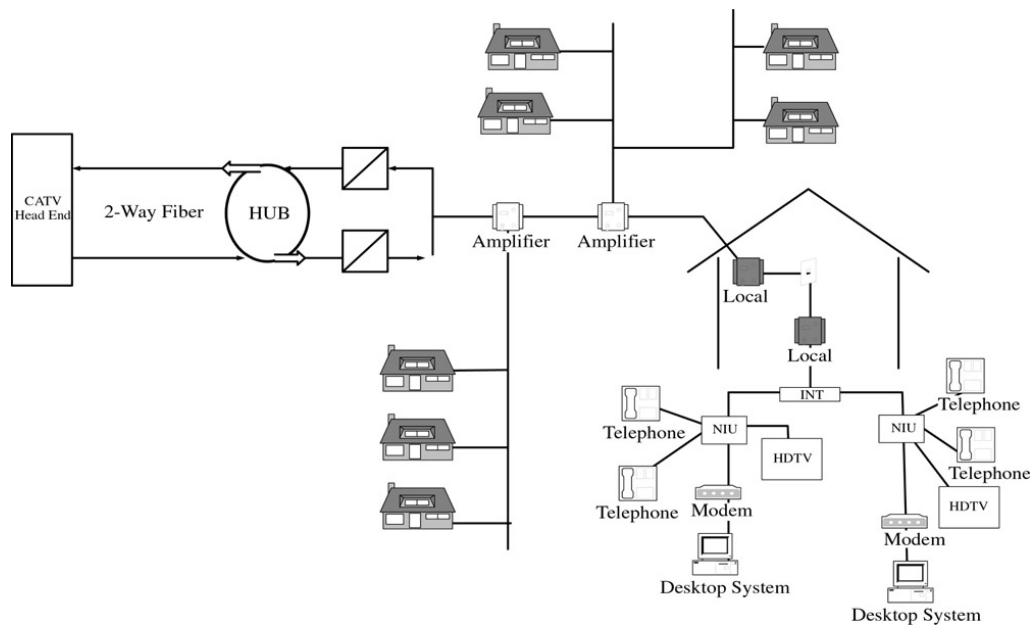 CATV
Head End
2-Way Fiber
HUB
Amplifier
Amplifier
Local
Local
INT
Telephone
NIU
HDTV
Telephone
Modem
Desktop System
Telephone
NIU
Telephone
HDTV
Modem
Desktop System